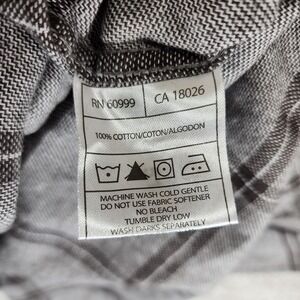 RN 60999 CA 18026
100% COTTON/COTON/ALGODON
MACHINE WASH COLD GENTLE
DO NOT USE FABRIC SOFTENER
NO BLEACH
TUMBLE DRY LOW
WASH DARKS SEPARATELY